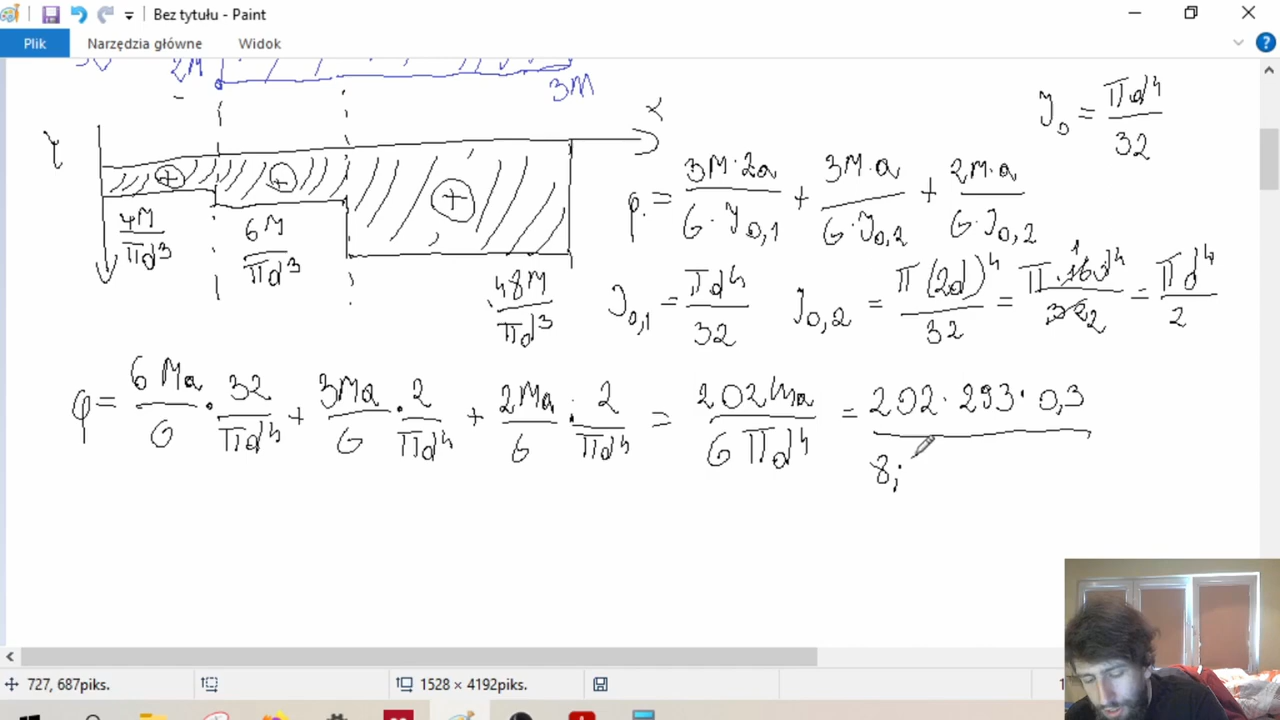 Bez tytułu - Paint
Plik Narzędzia główne Widok
2M
3M
τ
x
4M/πd³
6M/πd³
48M/πd³
J₀ = πd⁴/32
φ = 3M·2a/G·J₀,₁ + 3M·a/G·J₀,₂ + 2M·a/G·J₀,₂
J₀,₁ = πd⁴/32 J₀,₂ = π(2d)⁴/32 = π·16d⁴/32 = πd⁴/2
φ = 6Ma/G · 32/πd⁴ + 3Ma/G · 2/πd⁴ + 2Ma/G · 2/πd⁴ = 202Ma/Gπd⁴ = 202·293·0,3/8,
727, 687piks. 1528 × 4192piks.